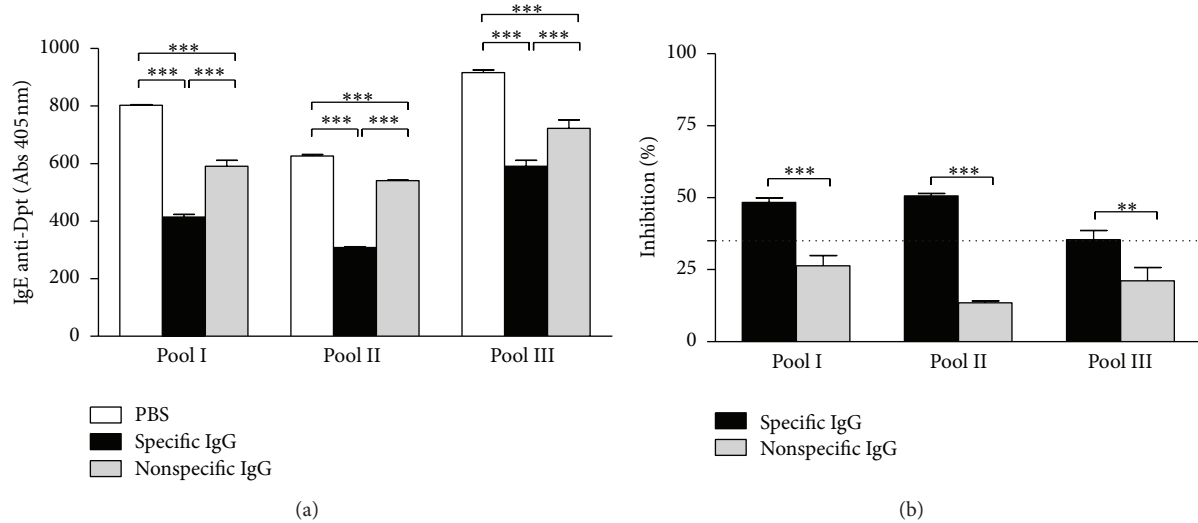 ***
***
***
1000
***
***
***
***
***
***
800
600
400
200
0
IgE anti-Dpt (Abs 405 nm)
Pool I
Pool II
Pool III
PBS
Specific IgG
Nonspecific IgG
(a)
100
75
50
25
0
Inhibition (%)
***
***
**
Pool I
Pool II
Pool III
Specific IgG
Nonspecific IgG
(b)